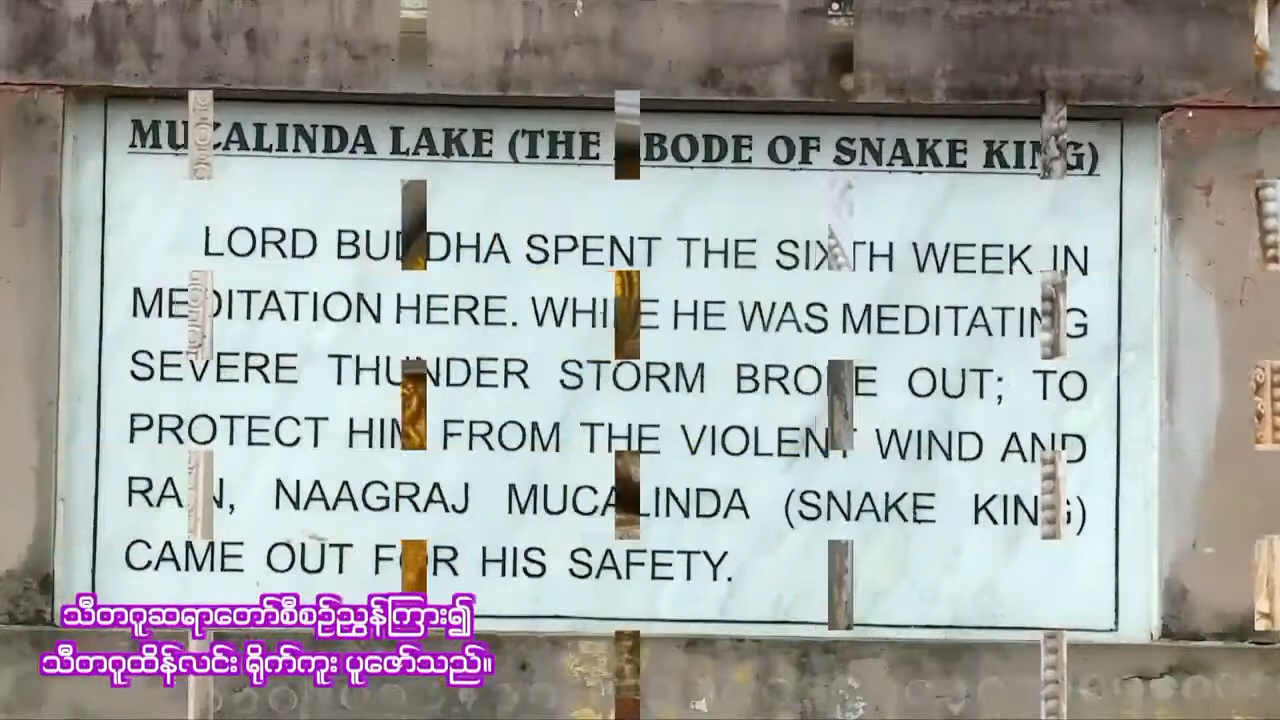 MUCALINDA LAKE (THE ABODE OF SNAKE KING)
LORD BUDDHA SPENT THE SIXTH WEEK IN
MEDITATION HERE. WHILE HE WAS MEDITATING
SEVERE THUNDER STORM BROKE OUT; TO
PROTECT HIM FROM THE VIOLENT WIND AND
RAIN, NAAGRAJ MUCALINDA (SNAKE KING)
CAME OUT FOR HIS SAFETY.
သီတဂူဆရာတော်စီစဉ်ညွှန်ကြား၍
သီတဂူထိန်လင်း ရိုက်ကူး ပူဇော်သည်။